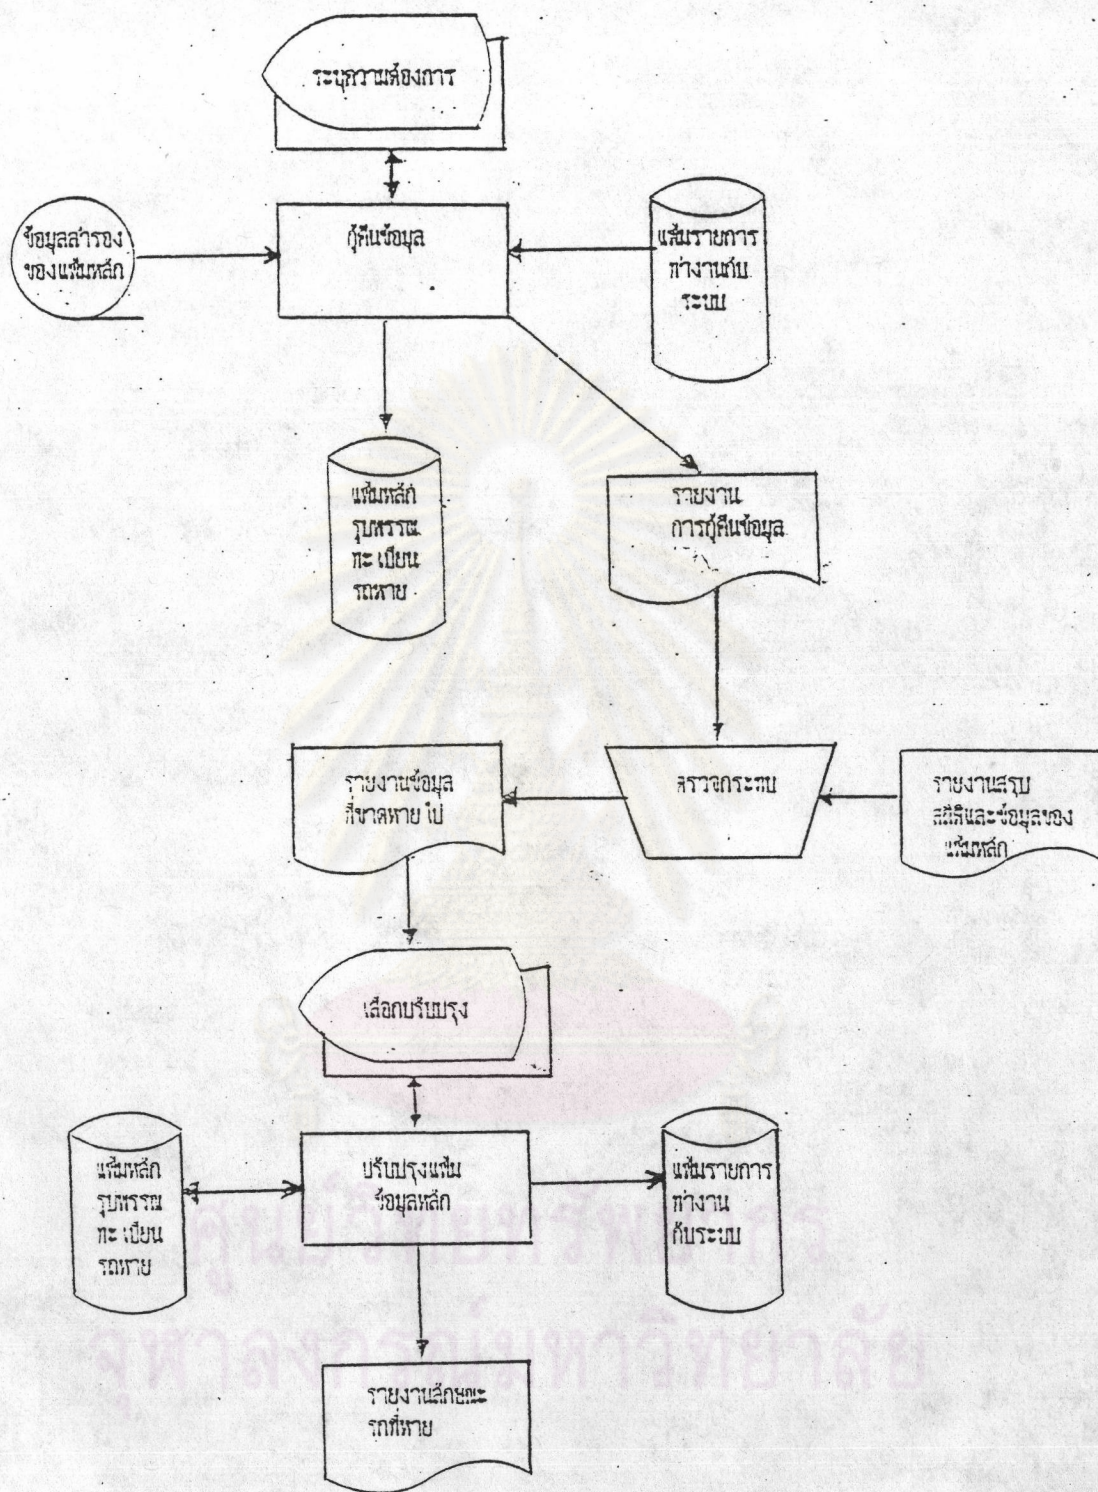 ระบุความต้องการ
ข้อมูลสำรอง
ของแฟ้มหลัก
กู้คืนข้อมูล
แฟ้มรายการ
ทำงานกับ
ระบบ
แฟ้มหลัก
รูปพรรณ
ทะเบียน
รถหาย
รายงาน
การกู้คืนข้อมูล
รายงานข้อมูล
ที่ขาดหายไป
ตรวจกระทบ
รายงานสรุป
สถิติและข้อมูลของ
แฟ้มหลัก
เลือกปรับปรุง
แฟ้มหลัก
รูปพรรณ
ทะเบียน
รถหาย
ปรับปรุงแฟ้ม
ข้อมูลหลัก
แฟ้มรายการ
ทำงาน
กับระบบ
ศูนย์วิทยทรัพยากร
จุฬาลงกรณ์มหาวิทยาลัย
รายงานลักษณะ
รถที่หาย